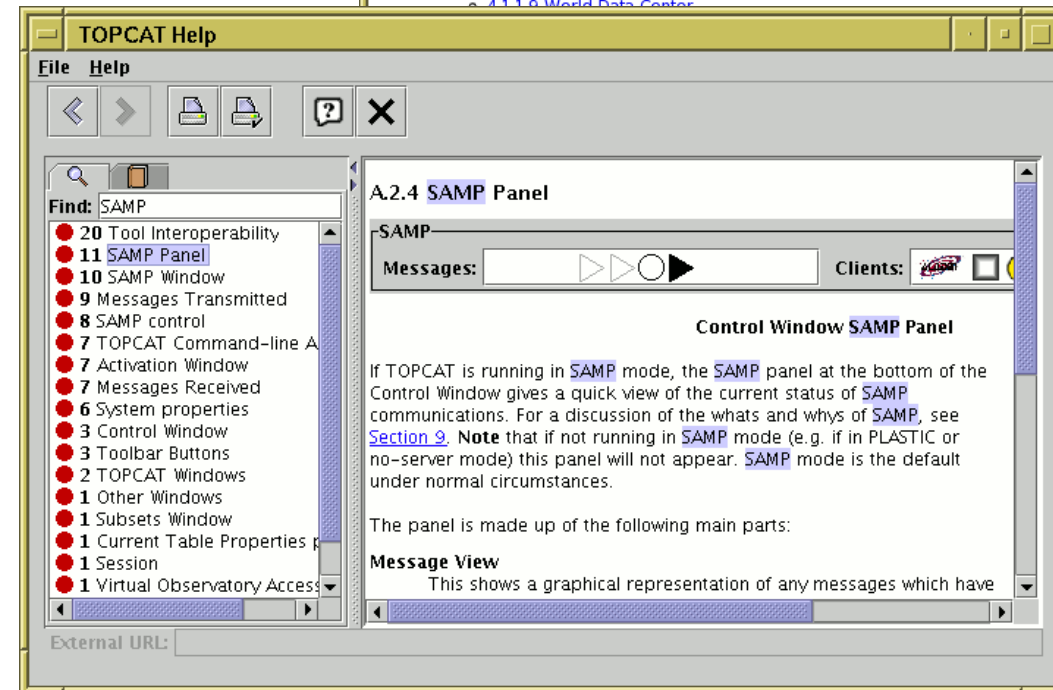 4.1.1.9 World Data Center
TOPCAT Help
File Help
Find: SAMP
20 Tool Interoperability
11 SAMP Panel
10 SAMP Window
9 Messages Transmitted
8 SAMP control
7 TOPCAT Command-line A
7 Activation Window
7 Messages Received
6 System properties
3 Control Window
3 Toolbar Buttons
2 TOPCAT Windows
1 Other Windows
1 Subsets Window
1 Current Table Properties p
1 Session
1 Virtual Observatory Access
A.2.4 SAMP Panel
SAMP
Messages: Clients:
Control Window SAMP Panel
If TOPCAT is running in SAMP mode, the SAMP panel at the bottom of the
Control Window gives a quick view of the current status of SAMP
communications. For a discussion of the whats and whys of SAMP, see
Section 9. Note that if not running in SAMP mode (e.g. if in PLASTIC or
no-server mode) this panel will not appear. SAMP mode is the default
under normal circumstances.
The panel is made up of the following main parts:
Message View
This shows a graphical representation of any messages which have
External URL: